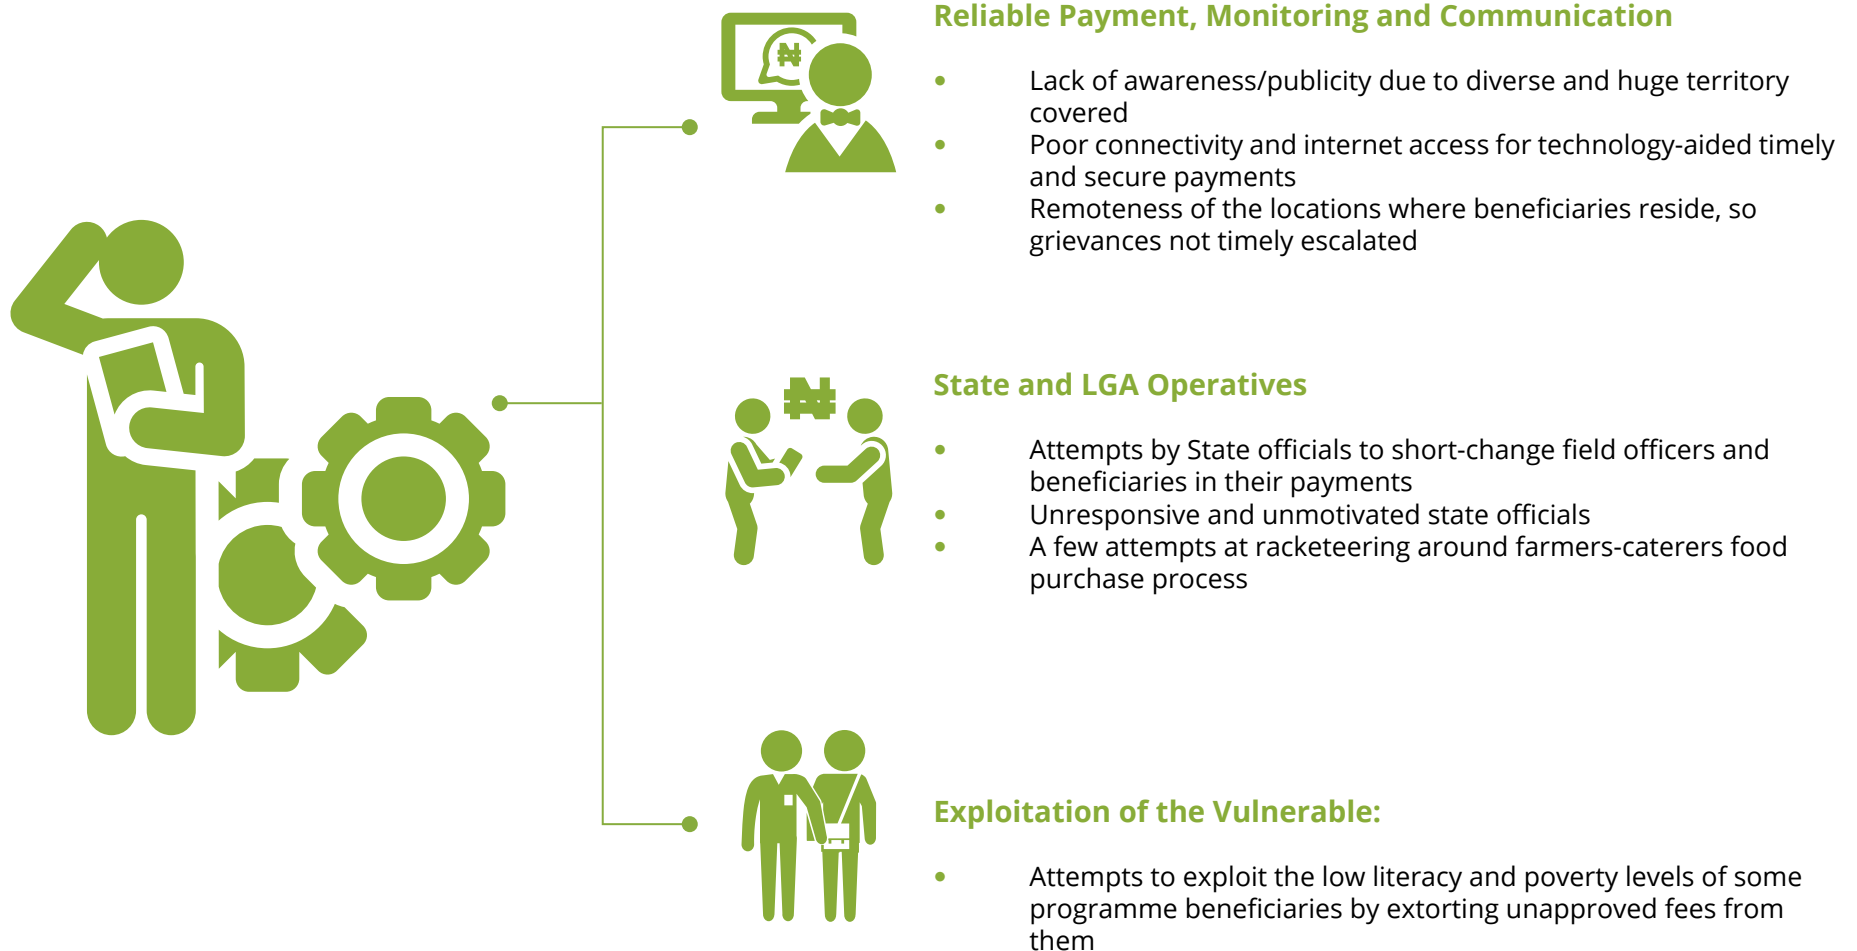 Reliable Payment, Monitoring and Communication
• Lack of awareness/publicity due to diverse and huge territory
covered
• Poor connectivity and internet access for technology-aided timely
and secure payments
• Remoteness of the locations where beneficiaries reside, so
grievances not timely escalated
₦
₦
State and LGA Operatives
• Attempts by State officials to short-change field officers and
beneficiaries in their payments
• Unresponsive and unmotivated state officials
• A few attempts at racketeering around farmers-caterers food
purchase process
Exploitation of the Vulnerable:
• Attempts to exploit the low literacy and poverty levels of some
programme beneficiaries by extorting unapproved fees from
them